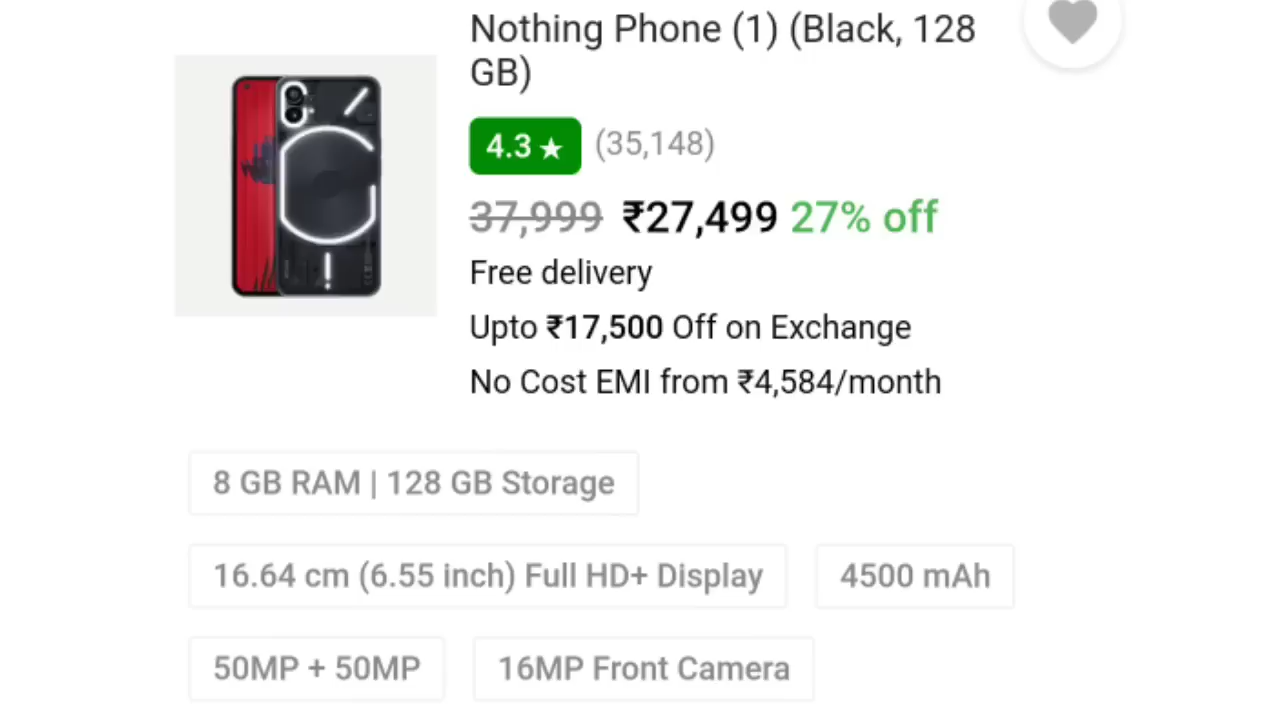 Nothing Phone (1) (Black, 128
GB)
4.3 ★ (35,148)
37,999 ₹27,499 27% off
Free delivery
Upto ₹17,500 Off on Exchange
No Cost EMI from ₹4,584/month
8 GB RAM | 128 GB Storage
16.64 cm (6.55 inch) Full HD+ Display 4500 mAh
50MP + 50MP 16MP Front Camera